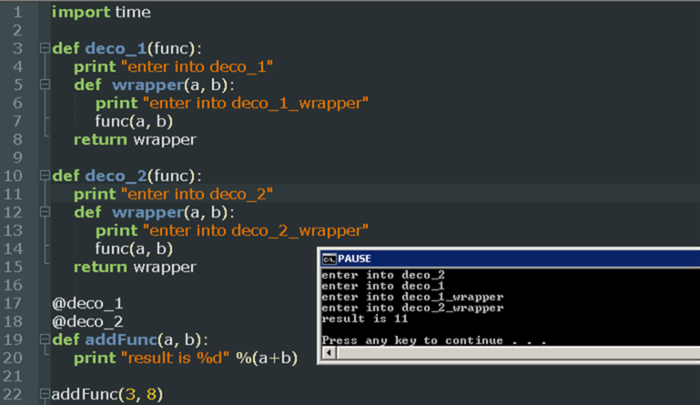 1 import time
2
3 def deco_1(func):
4 print "enter into deco_1"
5 def wrapper(a, b):
6 print "enter into deco_1_wrapper"
7 func(a, b)
8 return wrapper
9
10 def deco_2(func):
11 print "enter into deco_2"
12 def wrapper(a, b):
13 print "enter into deco_2_wrapper"
14 func(a, b)
15 return wrapper
16
17 @deco_1
18 @deco_2
19 def addFunc(a, b):
20 print "result is %d" %(a+b)
21
22 addFunc(3, 8)
C:\. PAUSE
enter into deco_2
enter into deco_1
enter into deco_1_wrapper
enter into deco_2_wrapper
result is 11
Press any key to continue . . .